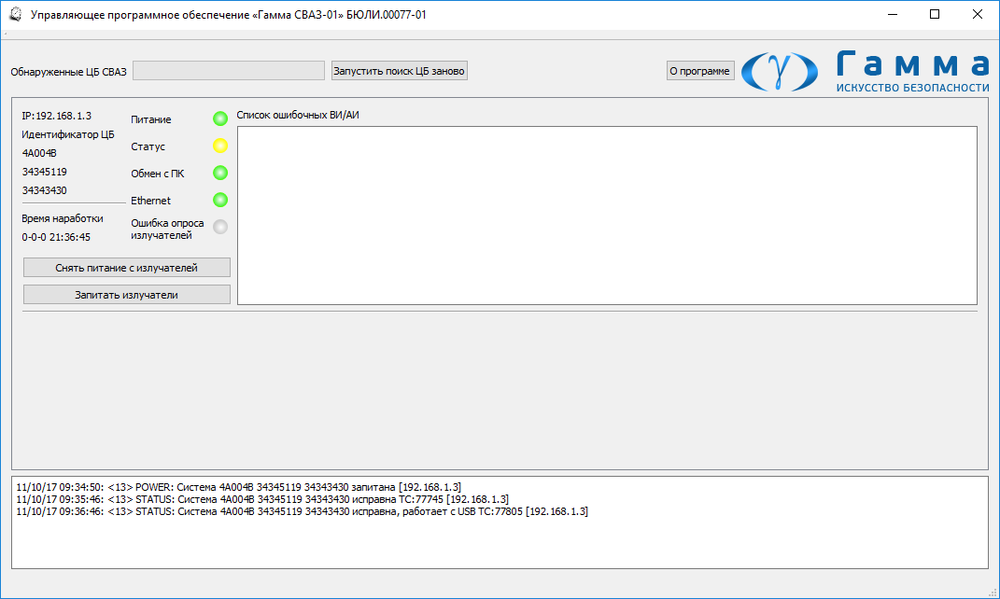 Управляющее программное обеспечение «Гамма СВАЗ-01» БЮЛИ.00077-01
Обнаруженные ЦБ СВАЗ
Запустить поиск ЦБ заново
О программе
Гамма
ИСКУССТВО БЕЗОПАСНОСТИ
IP:192.168.1.3
Идентификатор ЦБ
4A004B
34345119
34343430
Время наработки
0-0-0 21:36:45
Питание
Статус
Обмен с ПК
Ethernet
Ошибка опроса
излучателей
Снять питание с излучателей
Запитать излучатели
Список ошибочных ВИ/АИ
11/10/17 09:34:50: <13> POWER: Система 4A004B 34345119 34343430 запитана [192.168.1.3]
11/10/17 09:35:46: <13> STATUS: Система 4A004B 34345119 34343430 исправна TC:77745 [192.168.1.3]
11/10/17 09:36:46: <13> STATUS: Система 4A004B 34345119 34343430 исправна, работает с USB TC:77805 [192.168.1.3]